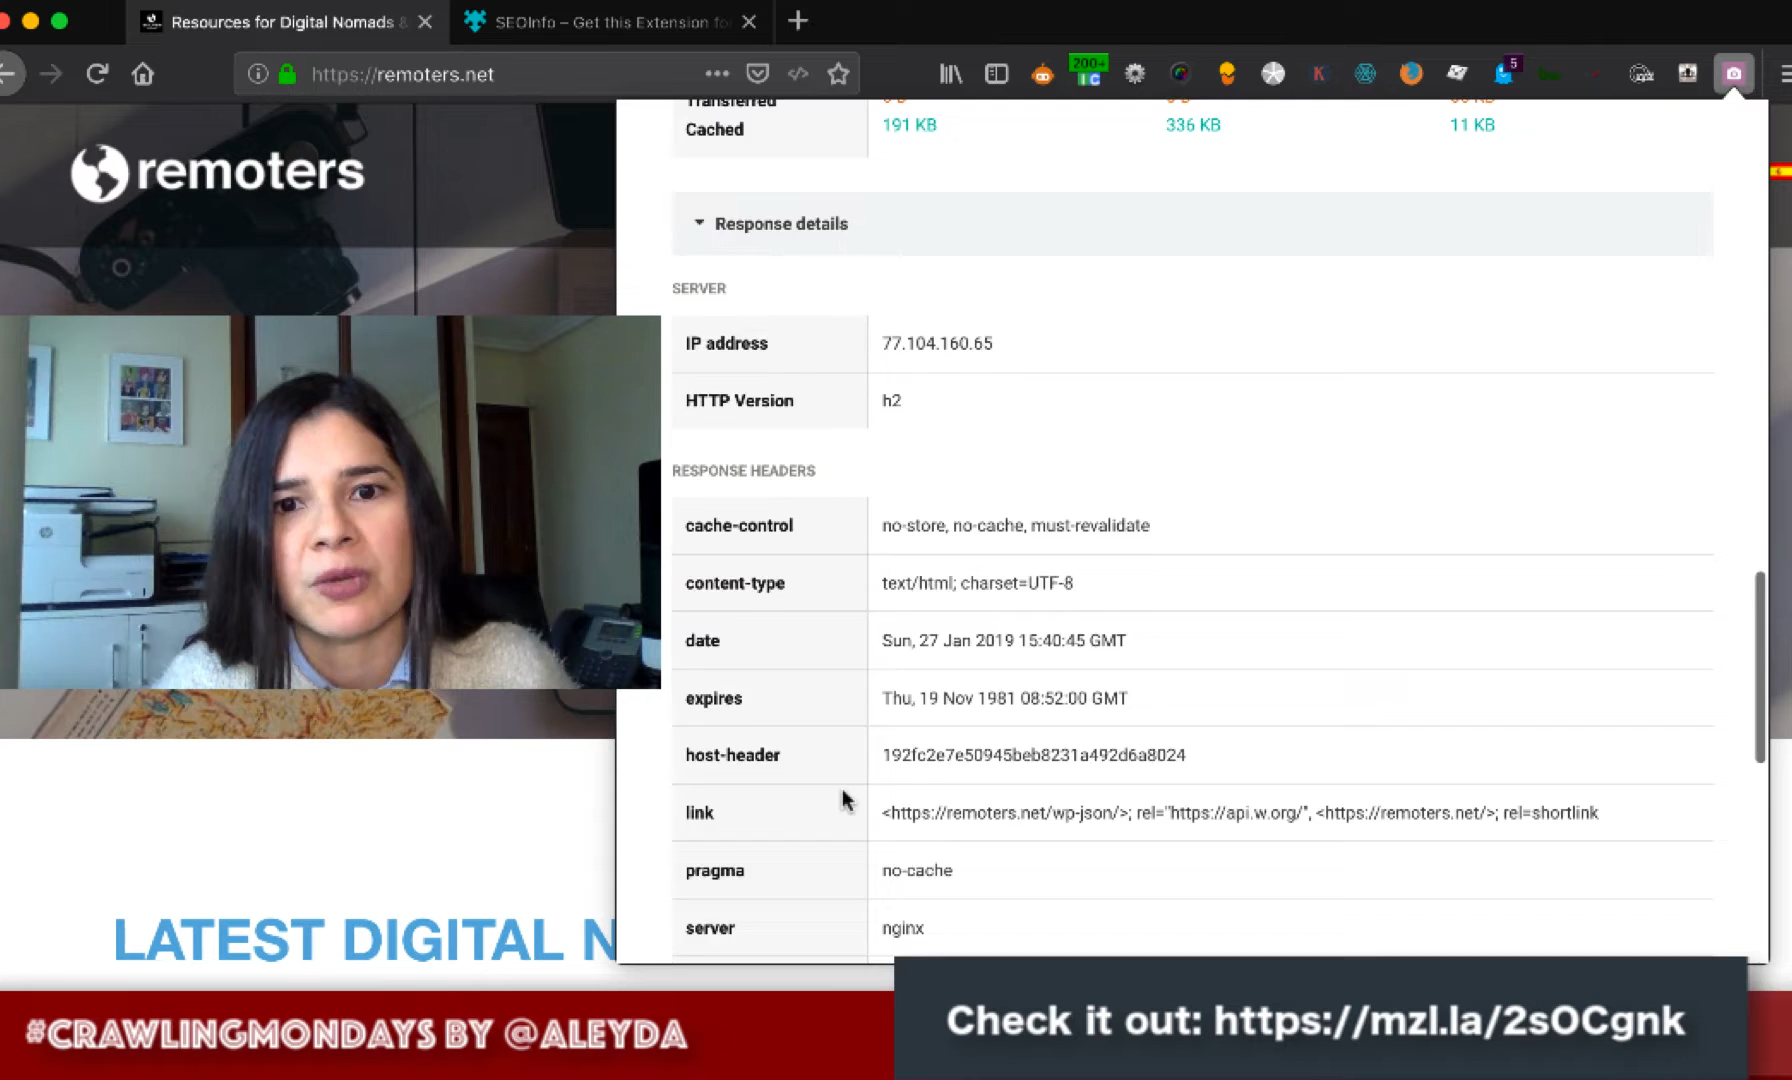 Resources for Digital Nomads &
SEOInfo – Get this Extension for
https://remoters.net
200+
5
remoters
Transferred
Cached 191 KB 336 KB 11 KB
Response details
SERVER
IP address 77.104.160.65
HTTP Version h2
RESPONSE HEADERS
cache-control no-store, no-cache, must-revalidate
content-type text/html; charset=UTF-8
date Sun, 27 Jan 2019 15:40:45 GMT
expires Thu, 19 Nov 1981 08:52:00 GMT
host-header 192fc2e7e50945beb8231a492d6a8024
link <https://remoters.net/wp-json/>; rel="https://api.w.org/", <https://remoters.net/>; rel=shortlink
pragma no-cache
server nginx
LATEST DIGITAL N
#CRAWLINGMONDAYS BY @ALEYDA
Check it out: https://mzl.la/2sOCgnk